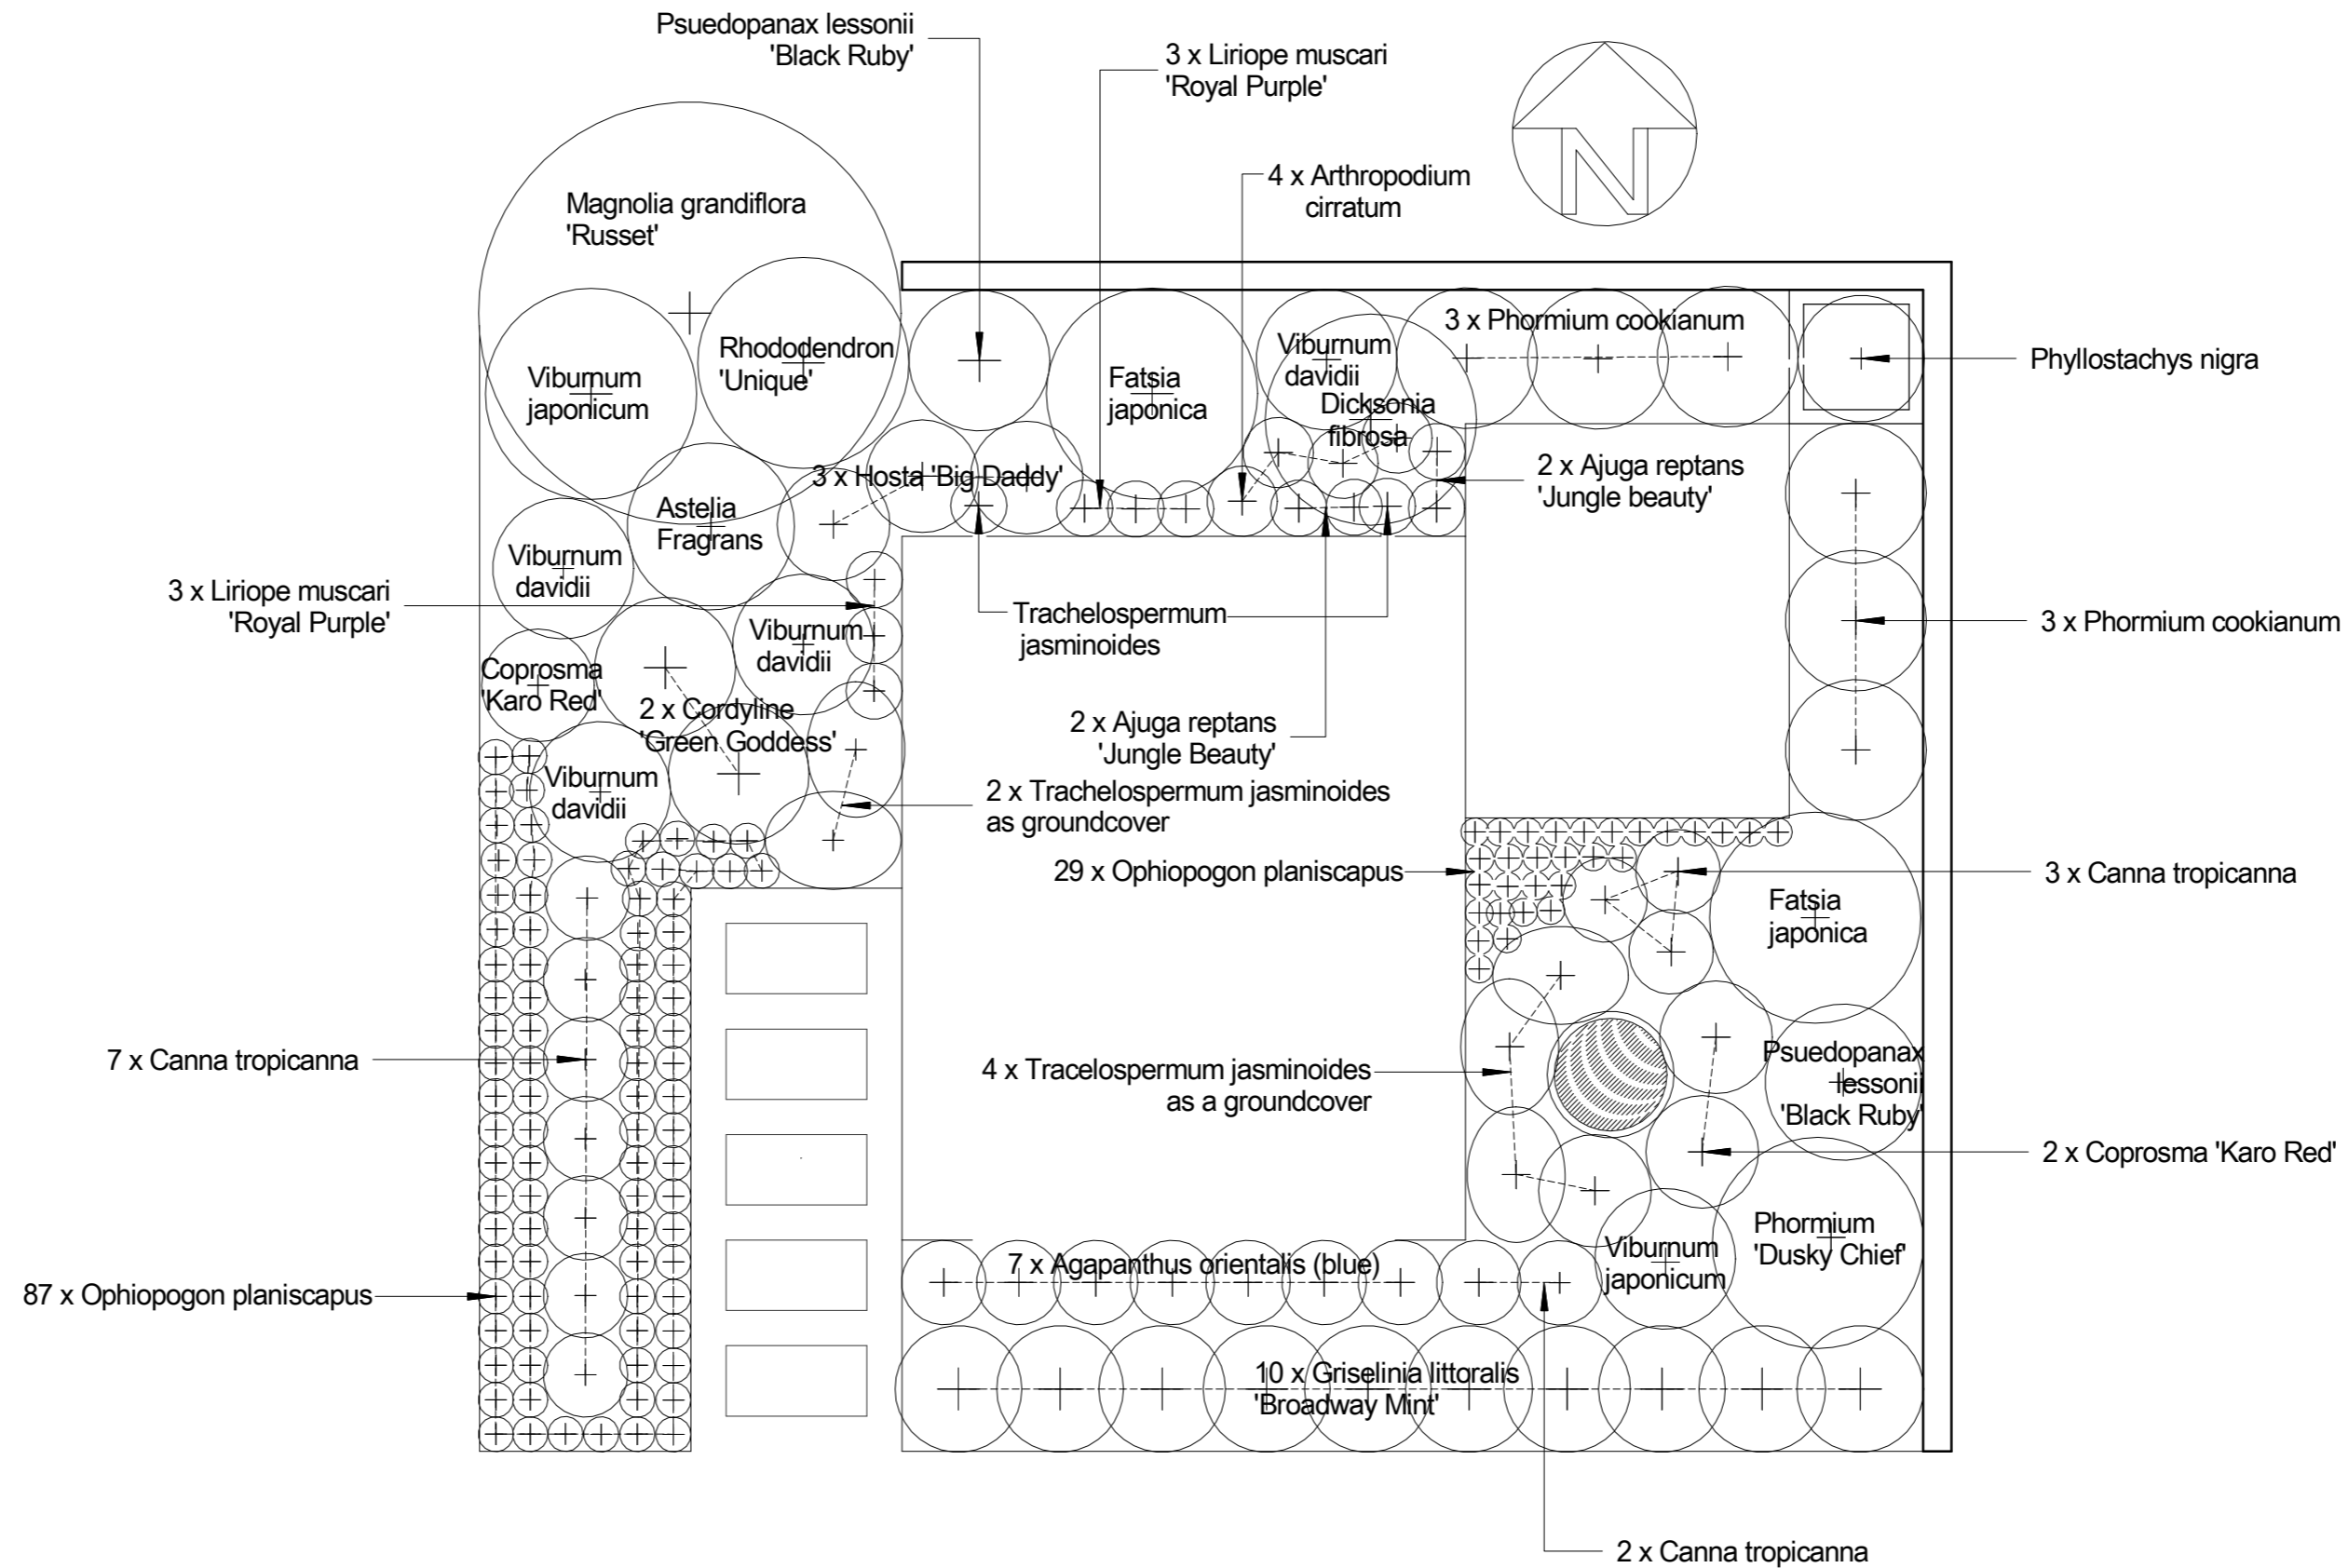 Psuedopanax lessonii
'Black Ruby'
3 x Liriope muscari
'Royal Purple'
N
4 x Arthropodium
cirratum
Magnolia grandiflora
'Russet'
Rhododendron
'Unique'
Viburnum
japonicum
Fatsia
japonica
Viburnum
davidii
3 x Phormium cookianum
Phyllostachys nigra
Dicksonia
fibrosa
3 x Hosta 'Big Daddy'
2 x Ajuga reptans
'Jungle beauty'
Astelia
Fragrans
Viburnum
davidii
3 x Liriope muscari
'Royal Purple'
Trachelospermum
jasminoides
3 x Phormium cookianum
Viburnum
davidii
Coprosma
'Karo Red'
2 x Cordyline
'Green Goddess'
2 x Ajuga reptans
'Jungle Beauty'
Viburnum
davidii
2 x Trachelospermum jasminoides
as groundcover
29 x Ophiopogon planiscapus
3 x Canna tropicanna
Fatsia
japonica
7 x Canna tropicanna
4 x Tracelospermum jasminoides
as a groundcover
Psuedopanax
lessonii
'Black Ruby'
2 x Coprosma 'Karo Red'
Phormium
'Dusky Chief'
Viburnum
japonicum
7 x Agapanthus orientalis (blue)
87 x Ophiopogon planiscapus
10 x Griselinia littoralis
'Broadway Mint'
2 x Canna tropicanna